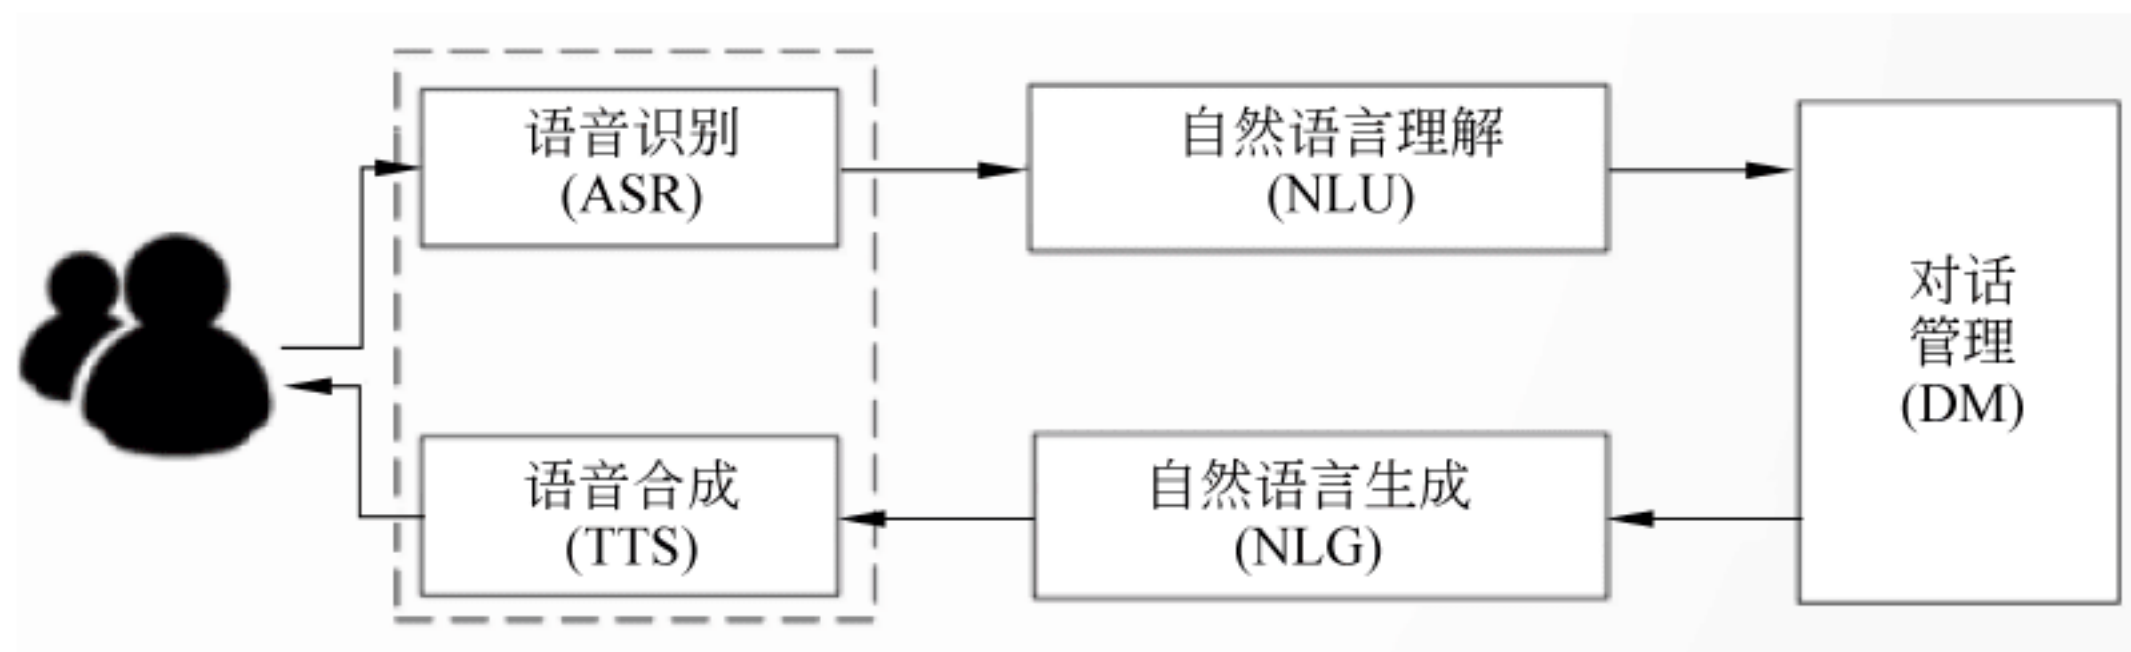 语音识别
(ASR)
自然语言理解
(NLU)
对话
管理
(DM)
语音合成
(TTS)
自然语言生成
(NLG)